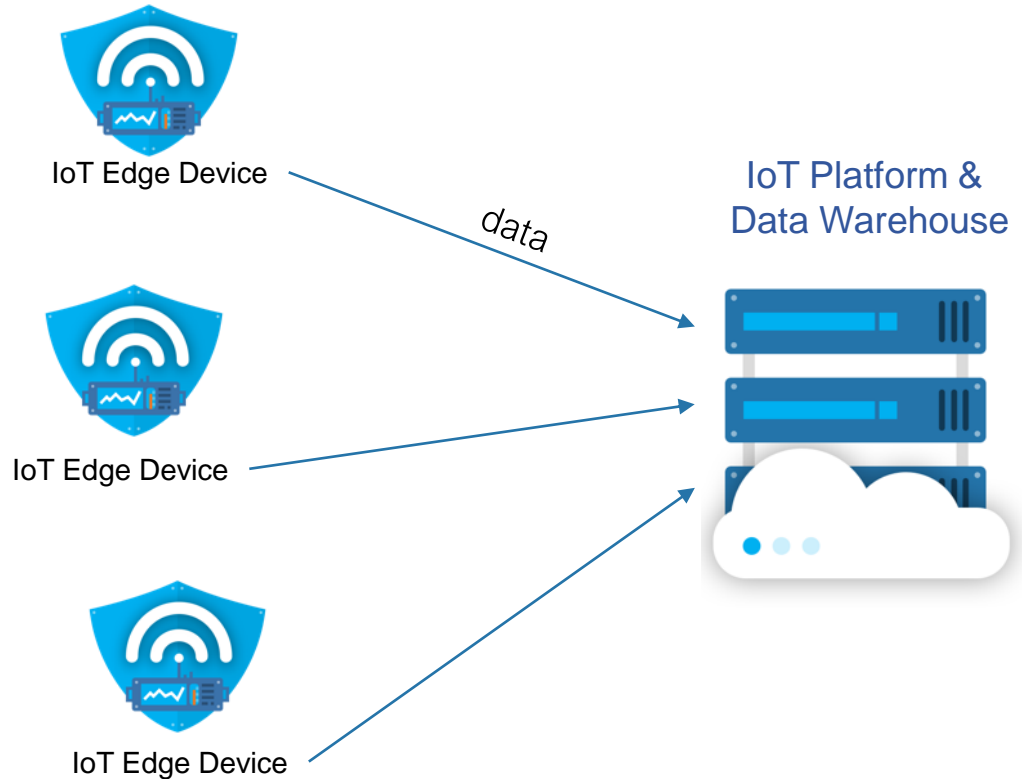 IoT Edge Device
IoT Platform &
Data Warehouse
data
IoT Edge Device
IoT Edge Device